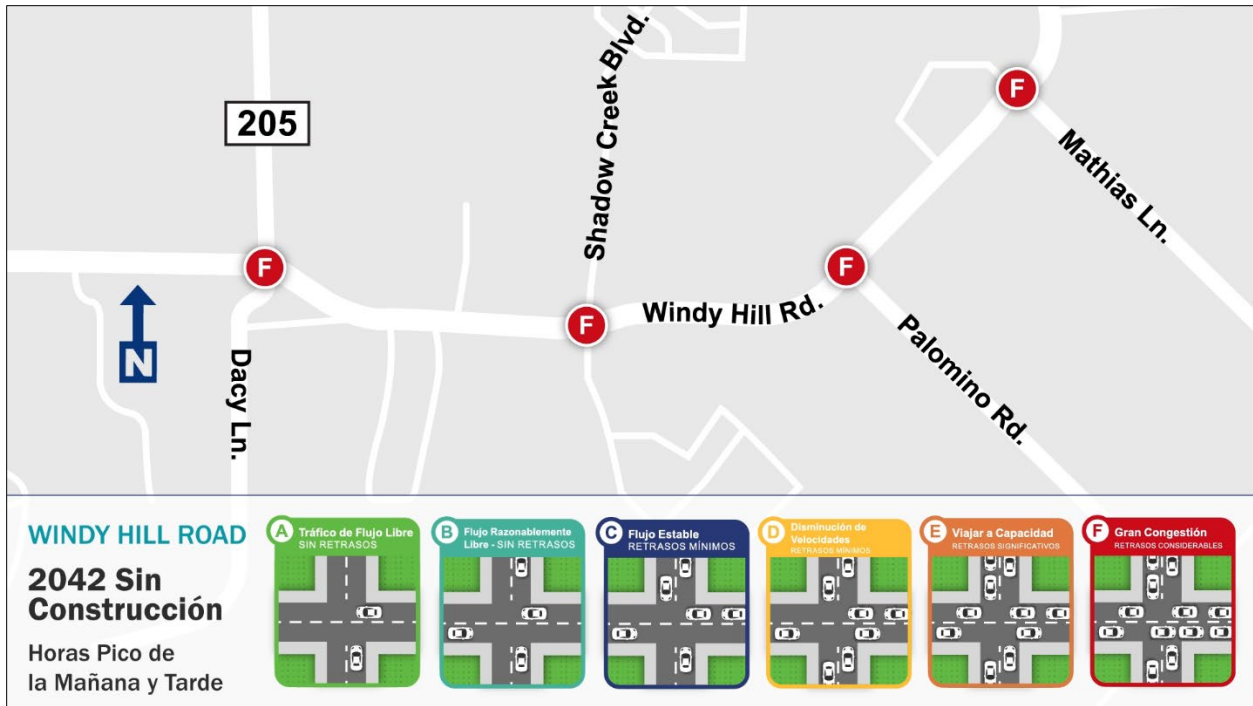 205
Shadow Creek Blvd.
F
Mathias Ln.
F
F
F
Windy Hill Rd.
N
Dacy Ln.
Palomino Rd.
WINDY HILL ROAD
2042 Sin
Construcción
Horas Pico de
la Mañana y Tarde
A
Tráfico de Flujo Libre
SIN RETRASOS
B
Flujo Razonablemente
Libre - SIN RETRASOS
C
Flujo Estable
RETRASOS MÍNIMOS
D
Disminución de
Velocidades
RETRASOS MÍNIMOS
E
Viajar a Capacidad
RETRASOS SIGNIFICATIVOS
F
Gran Congestión
RETRASOS CONSIDERABLES